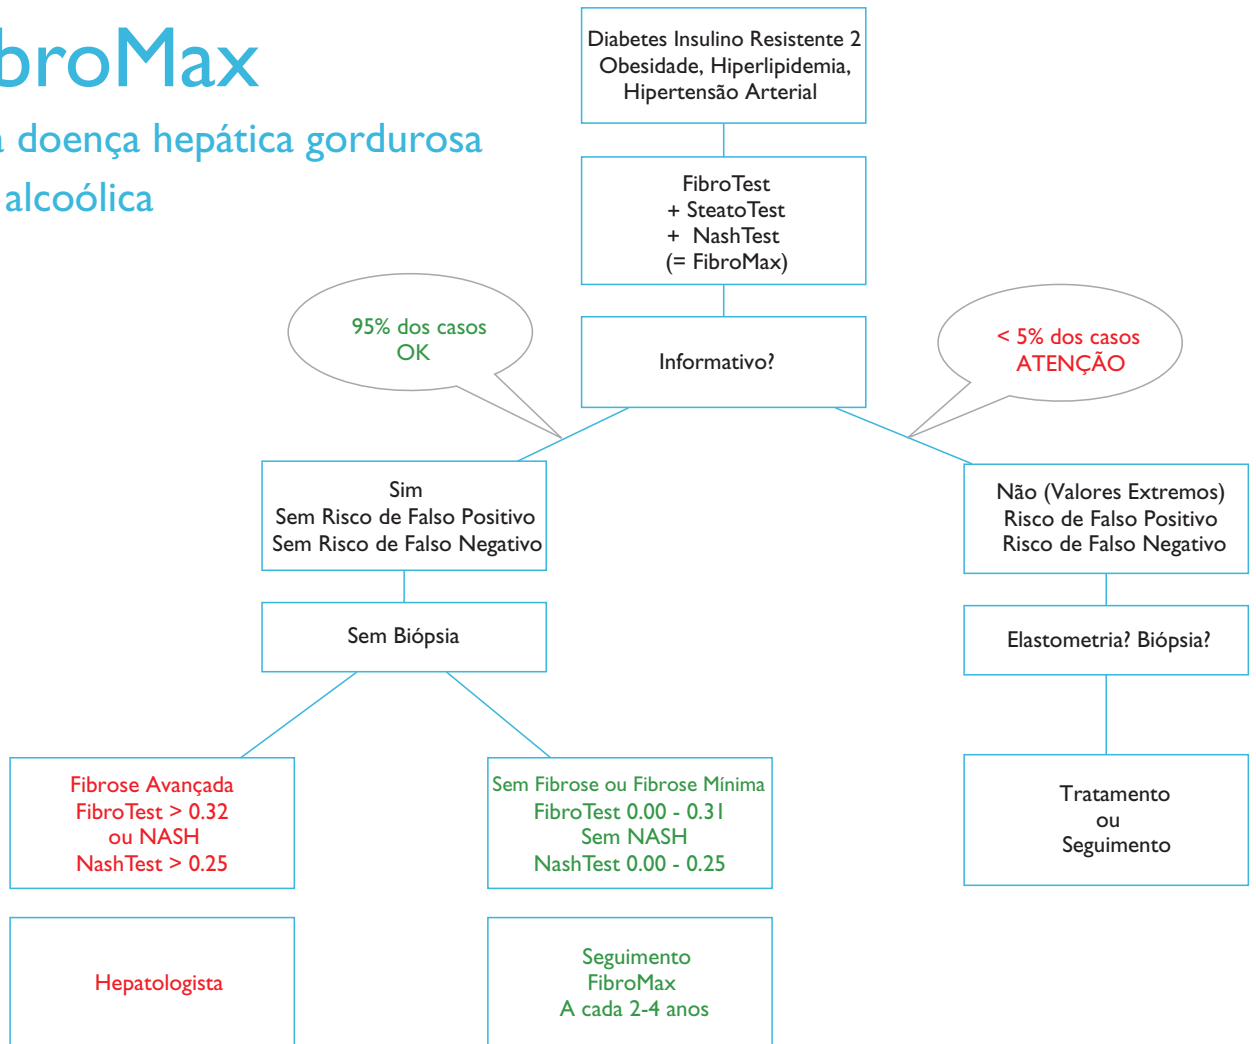 broMax
a doença hepática gordurosa
alcoólica
Diabetes Insulino Resistente 2
Obesidade, Hiperlipidemia,
Hipertensão Arterial
FibroTest
+ SteatoTest
+ NashTest
(= FibroMax)
95% dos casos
OK
Informativo?
< 5% dos casos
ATENÇÃO
Sim
Sem Risco de Falso Positivo
Sem Risco de Falso Negativo
Não (Valores Extremos)
Risco de Falso Positivo
Risco de Falso Negativo
Sem Biópsia
Elastometria? Biópsia?
Fibrose Avançada
FibroTest > 0.32
ou NASH
NashTest > 0.25
Sem Fibrose ou Fibrose Mínima
FibroTest 0.00 - 0.31
Sem NASH
NashTest 0.00 - 0.25
Tratamento
ou
Seguimento
Hepatologista
Seguimento
FibroMax
A cada 2-4 anos